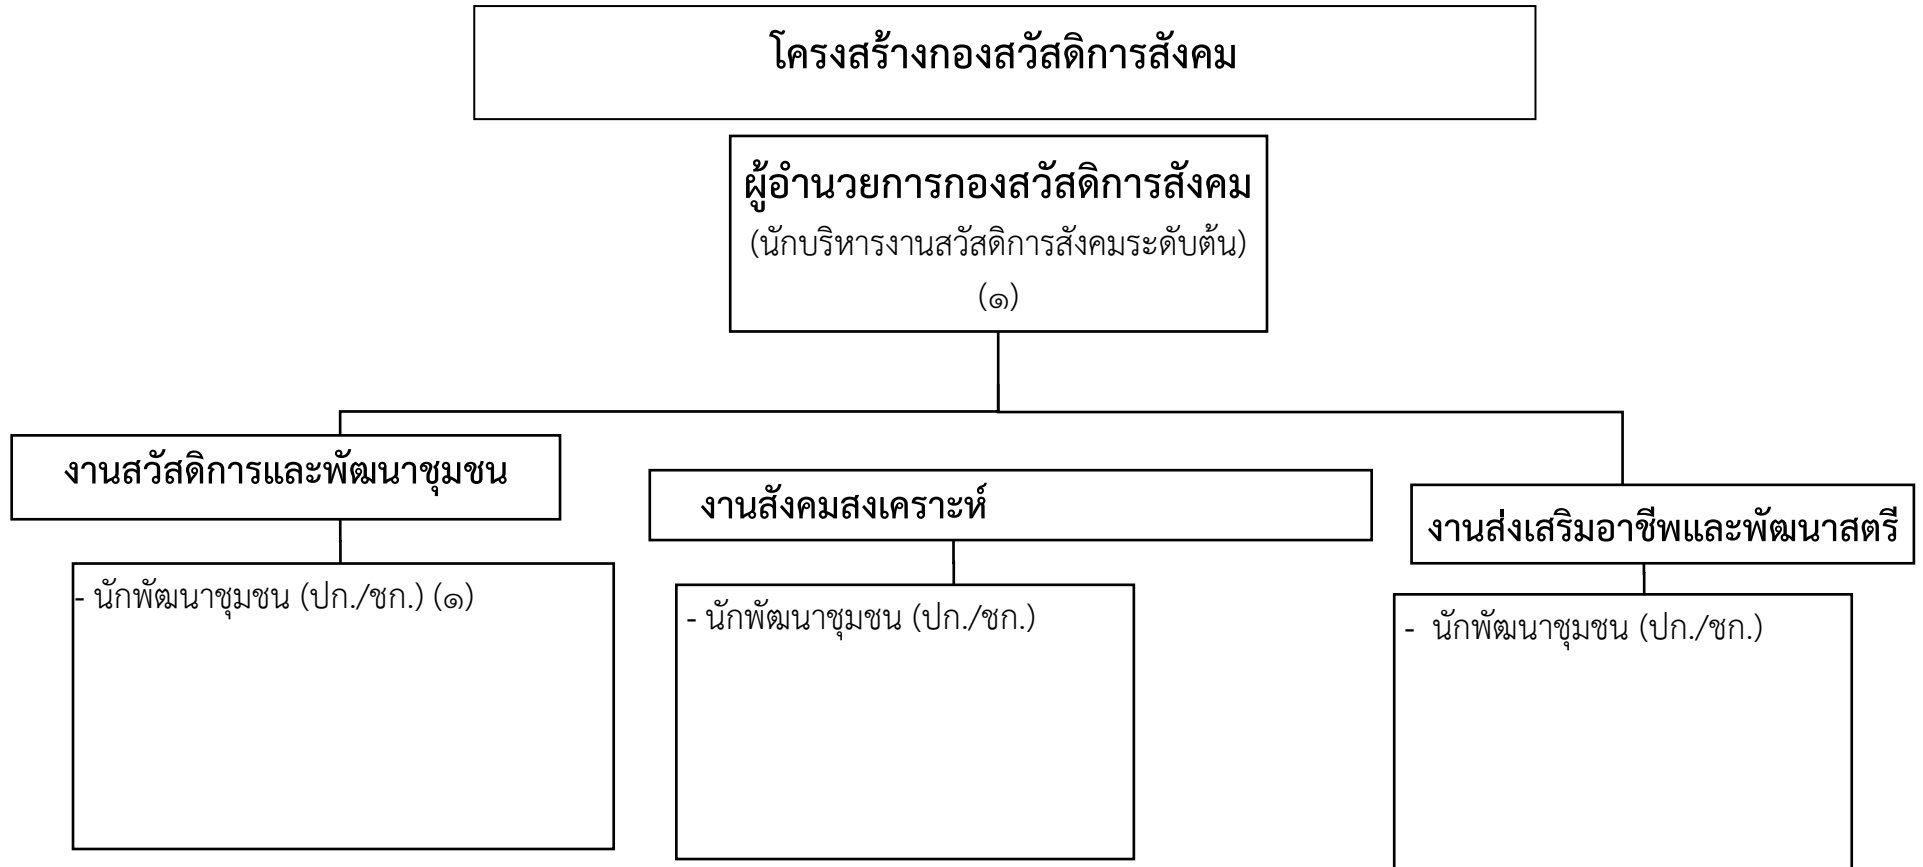 โครงสร้างกองสวัสดิการสังคม
ผู้อำนวยการกองสวัสดิการสังคม
(นักบริหารงานสวัสดิการสังคมระดับต้น)
(๑)
งานสวัสดิการและพัฒนาชุมชน
- นักพัฒนาชุมชน (ปก./ชก.) (๑)
งานสังคมสงเคราะห์
- นักพัฒนาชุมชน (ปก./ชก.)
งานส่งเสริมอาชีพและพัฒนาสตรี
- นักพัฒนาชุมชน (ปก./ชก.)